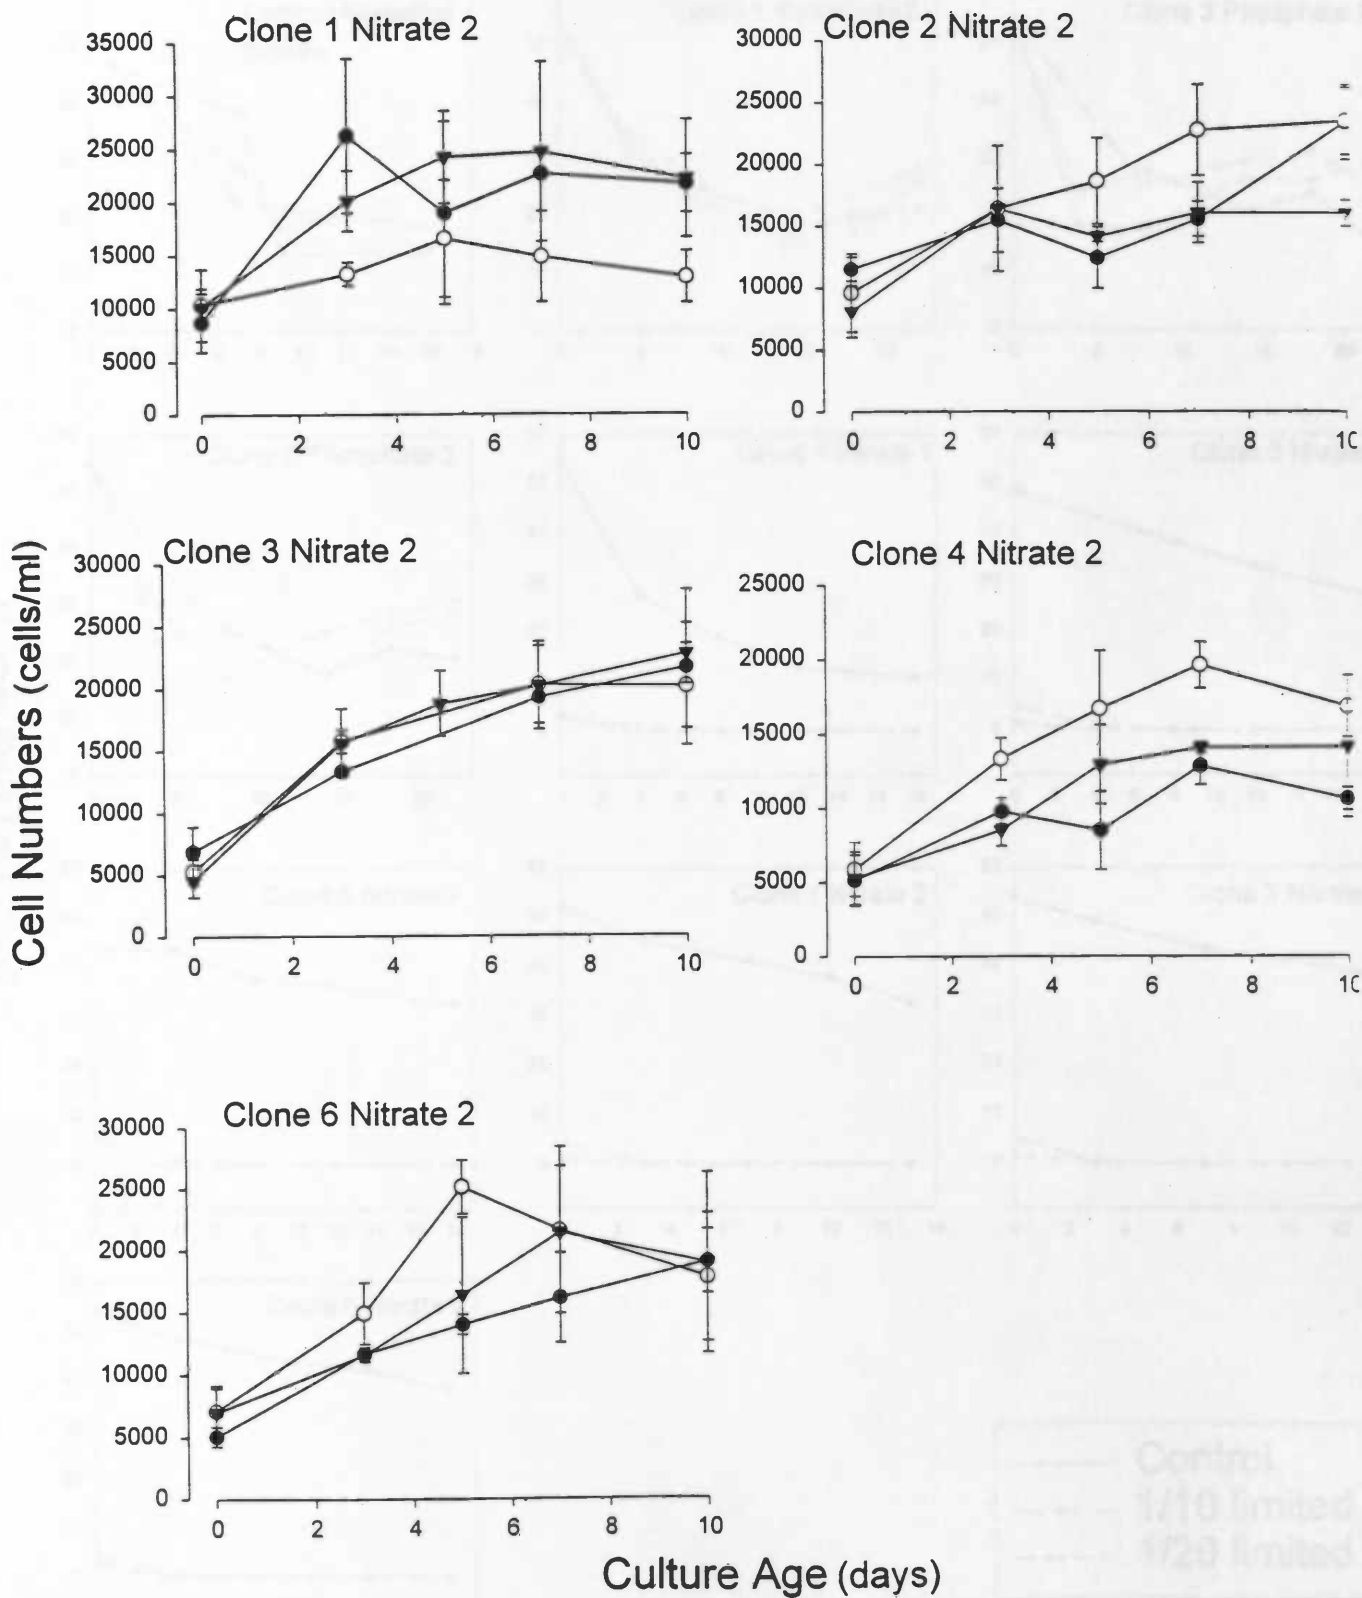 Clone 1 Nitrate 2
35000
30000
25000
20000
15000
10000
5000
0
0 2 4 6 8 10
Clone 2 Nitrate 2
30000
25000
20000
15000
10000
5000
0
0 2 4 6 8 10
Cell Numbers (cells/ml)
Clone 3 Nitrate 2
30000
25000
20000
15000
10000
5000
0
0 2 4 6 8 10
Clone 4 Nitrate 2
25000
20000
15000
10000
5000
0
0 2 4 6 8 10
Clone 6 Nitrate 2
30000
25000
20000
15000
10000
5000
0
0 2 4 6 8 10
Culture Age (days)
Control
1/10 limited
1/20 limited